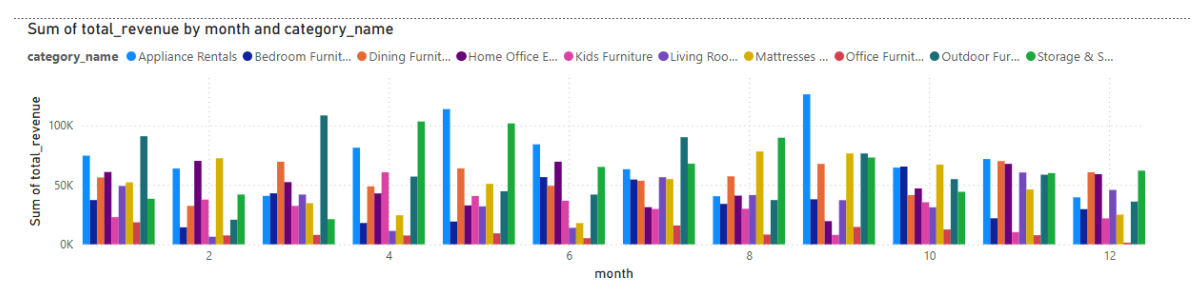 Sum of total_revenue by month and category_name
category_name Appliance Rentals Bedroom Furnit... Dining Furnit... Home Office E... Kids Furniture Living Roo... Mattresses ... Office Furnit... Outdoor Fur... Storage & S...
Sum of total_revenue
100K
50K
0K
2 4 6 8 10 12
month